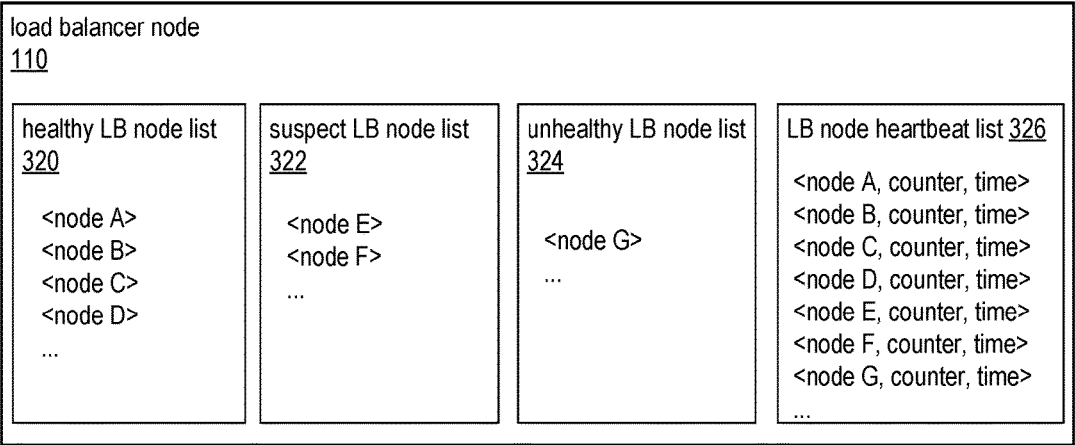 load balancer node
110
healthy LB node list
320
<node A>
<node B>
<node C>
<node D>
...
suspect LB node list
322
<node E>
<node F>
...
unhealthy LB node list
324
<node G>
...
LB node heartbeat list 326
<node A, counter, time>
<node B, counter, time>
<node C, counter, time>
<node D, counter, time>
<node E, counter, time>
<node F, counter, time>
<node G, counter, time>
...